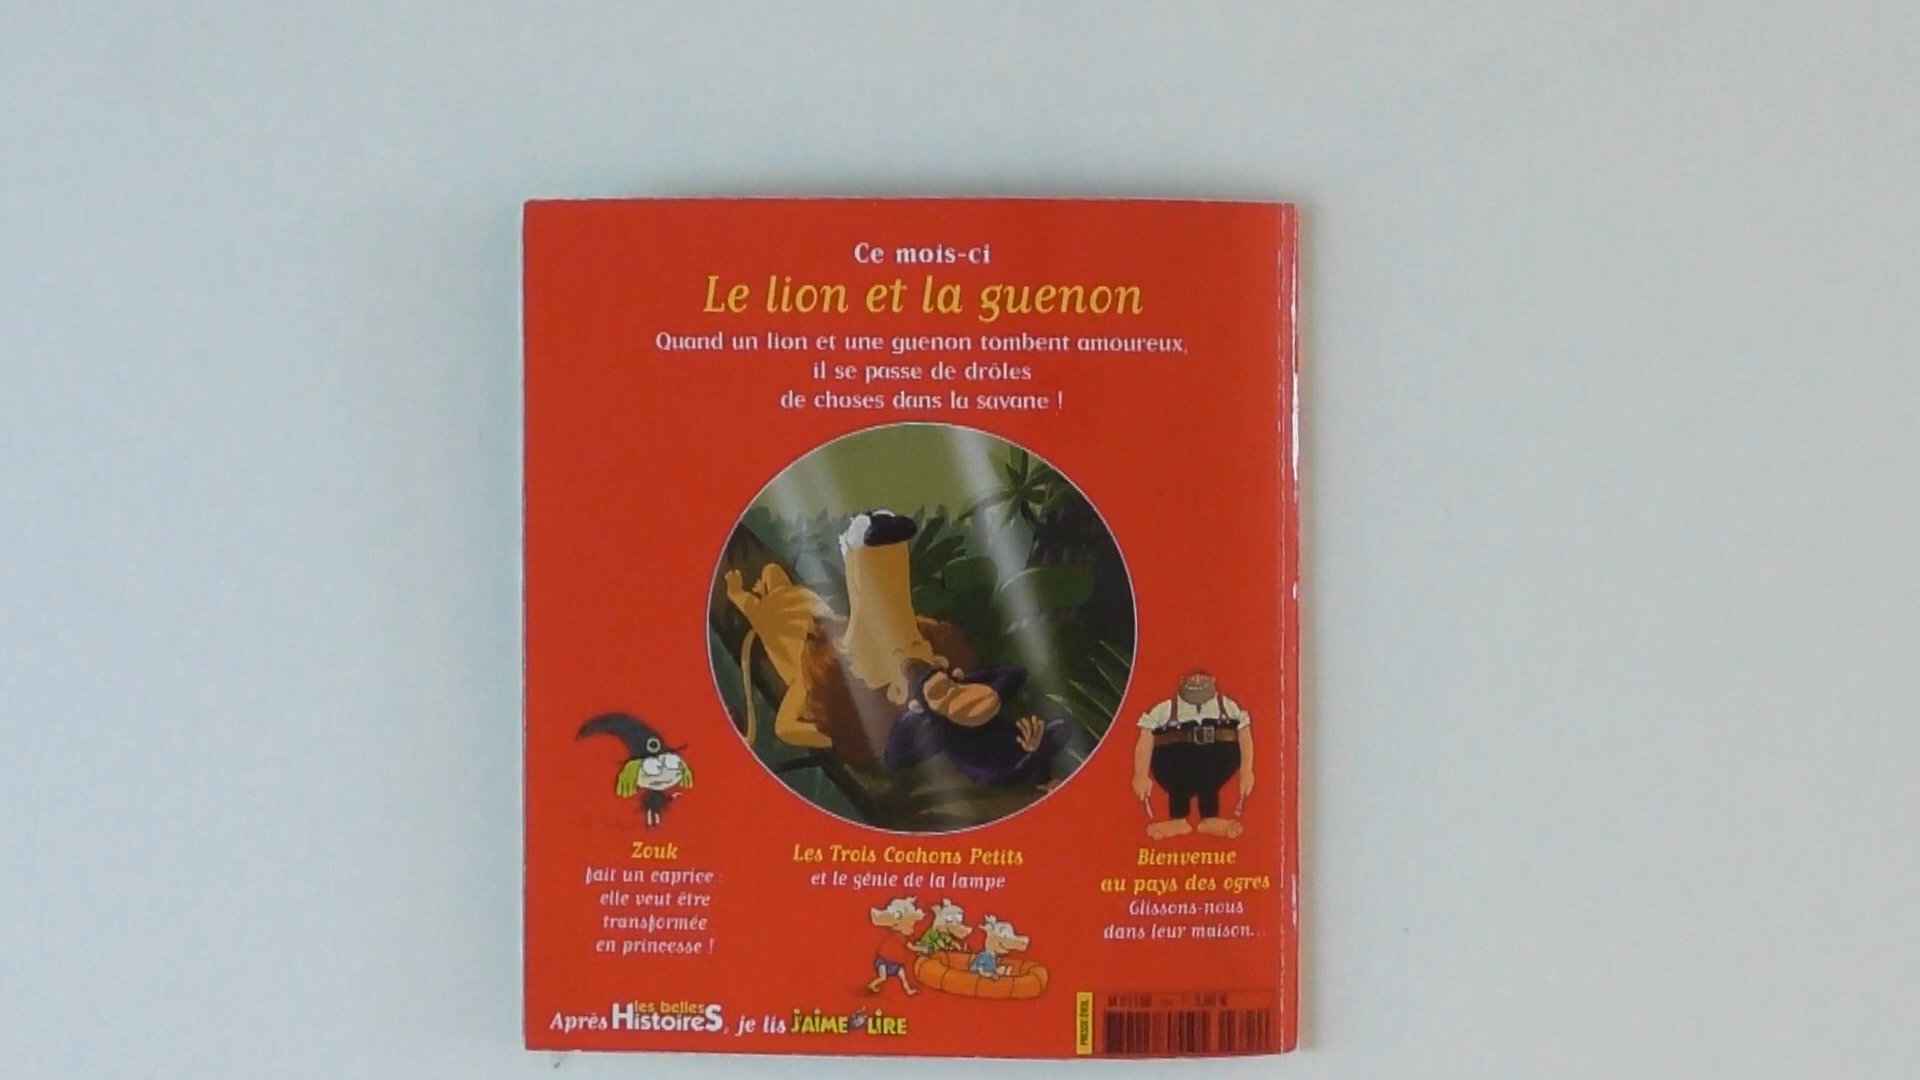 Ce mois-ci
Le lion et la guenon
Quand un lion et une guenon tombent amoureux,
il se passe de drôles
de choses dans la savane !
Zouk
fait un caprice :
elle veut être
transformée
en princesse !
Les Trois Cochons Petits
et le génie de la lampe
Bienvenue
au pays des ogres
Glissons-nous
dans leur maison...
Après les belles HistoireS, je lis J'AIME LIRE